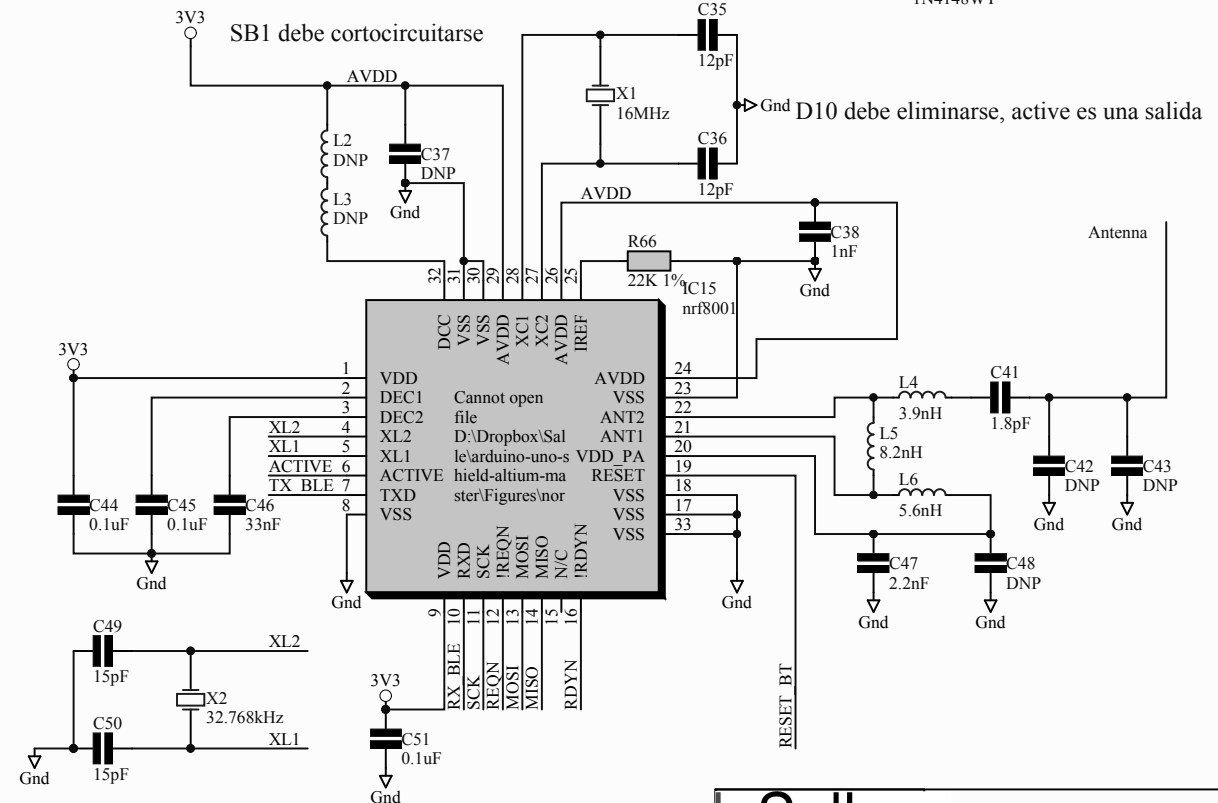 3V3
SB1 debe cortocircuitarse
C35
12pF
AVDD
X1
16MHz
Gnd
D10 debe eliminarse, active es una salida
L2
DNP
C37
DNP
C36
12pF
L3
DNP
Gnd
AVDD
Antenna
C38
1nF
R66
22K 1%
Gnd
IC15
nrf8001
32
31
30
29
28
27
26
25
DCC
VSS
VSS
AVDD
XC1
XC2
AVDD
IREF
3V3
1
VDD
2
DEC1
3
DEC2
XL2
4
XL2
XL1
5
XL1
ACTIVE
6
ACTIVE
TX_BLE
7
TXD
8
VSS
Cannot open
file
D:\Dropbox\Sal
le\arduino-uno-s
hield-altium-ma
ster\Figures\nor
AVDD
24
VSS
23
ANT2
22
ANT1
21
VDD_PA
20
RESET
19
VSS
18
VSS
17
VSS
33
L4
3.9nH
C41
1.8pF
L5
8.2nH
L6
5.6nH
C42
DNP
C43
DNP
Gnd
Gnd
C44
0.1uF
C45
0.1uF
C46
33nF
Gnd
Gnd
Gnd
C47
2.2nF
C48
DNP
Gnd
Gnd
VDD
RXD
SCK
!REQN
MOSI
MISO
N/C
!RDYN
9
10
11
12
13
14
15
16
RX_BLE
SCK
REQN
MOSI
MISO
RDYN
RESET_BT
C49
15pF
XL2
X2
32.768kHz
C50
15pF
XL1
Gnd
3V3
C51
0.1uF
Gnd